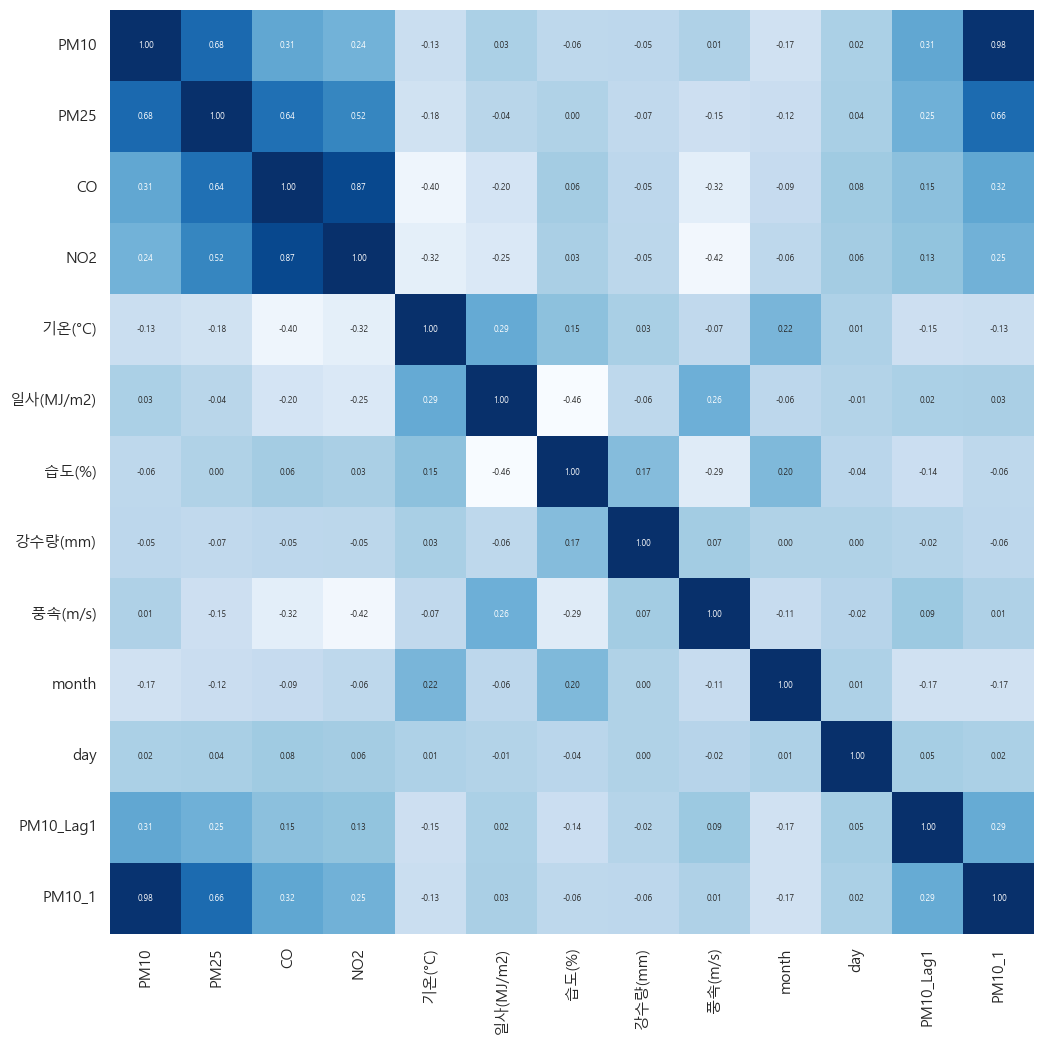 PM10 1.00 0.68 0.31 0.24 -0.13 0.03 -0.06 -0.05 0.01 -0.17 0.02 0.31 0.98
PM25 0.68 1.00 0.64 0.52 -0.18 -0.04 0.00 -0.07 -0.15 -0.12 0.04 0.25 0.66
CO 0.31 0.64 1.00 0.87 -0.40 -0.20 0.06 -0.05 -0.32 -0.09 0.08 0.15 0.32
NO2 0.24 0.52 0.87 1.00 -0.32 -0.25 0.03 -0.05 -0.42 -0.06 0.06 0.13 0.25
기온(°C) -0.13 -0.18 -0.40 -0.32 1.00 0.29 0.15 0.03 -0.07 0.22 0.01 -0.15 -0.13
일사(MJ/m2) 0.03 -0.04 -0.20 -0.25 0.29 1.00 -0.46 -0.06 0.26 -0.06 -0.01 0.02 0.03
습도(%) -0.06 0.00 0.06 0.03 0.15 -0.46 1.00 0.17 -0.29 0.20 -0.04 -0.14 -0.06
강수량(mm) -0.05 -0.07 -0.05 -0.05 0.03 -0.06 0.17 1.00 0.07 0.00 0.00 -0.02 -0.06
풍속(m/s) 0.01 -0.15 -0.32 -0.42 -0.07 0.26 -0.29 0.07 1.00 -0.11 -0.02 0.09 0.01
month -0.17 -0.12 -0.09 -0.06 0.22 -0.06 0.20 0.00 -0.11 1.00 0.01 -0.17 -0.17
day 0.02 0.04 0.08 0.06 0.01 -0.01 -0.04 0.00 -0.02 0.01 1.00 0.05 0.02
PM10_Lag1 0.31 0.25 0.15 0.13 -0.15 0.02 -0.14 -0.02 0.09 -0.17 0.05 1.00 0.29
PM10_1 0.98 0.66 0.32 0.25 -0.13 0.03 -0.06 -0.06 0.01 -0.17 0.02 0.29 1.00
PM10 PM25 CO NO2 기온(°C) 일사(MJ/m2) 습도(%) 강수량(mm) 풍속(m/s) month day PM10_Lag1 PM10_1